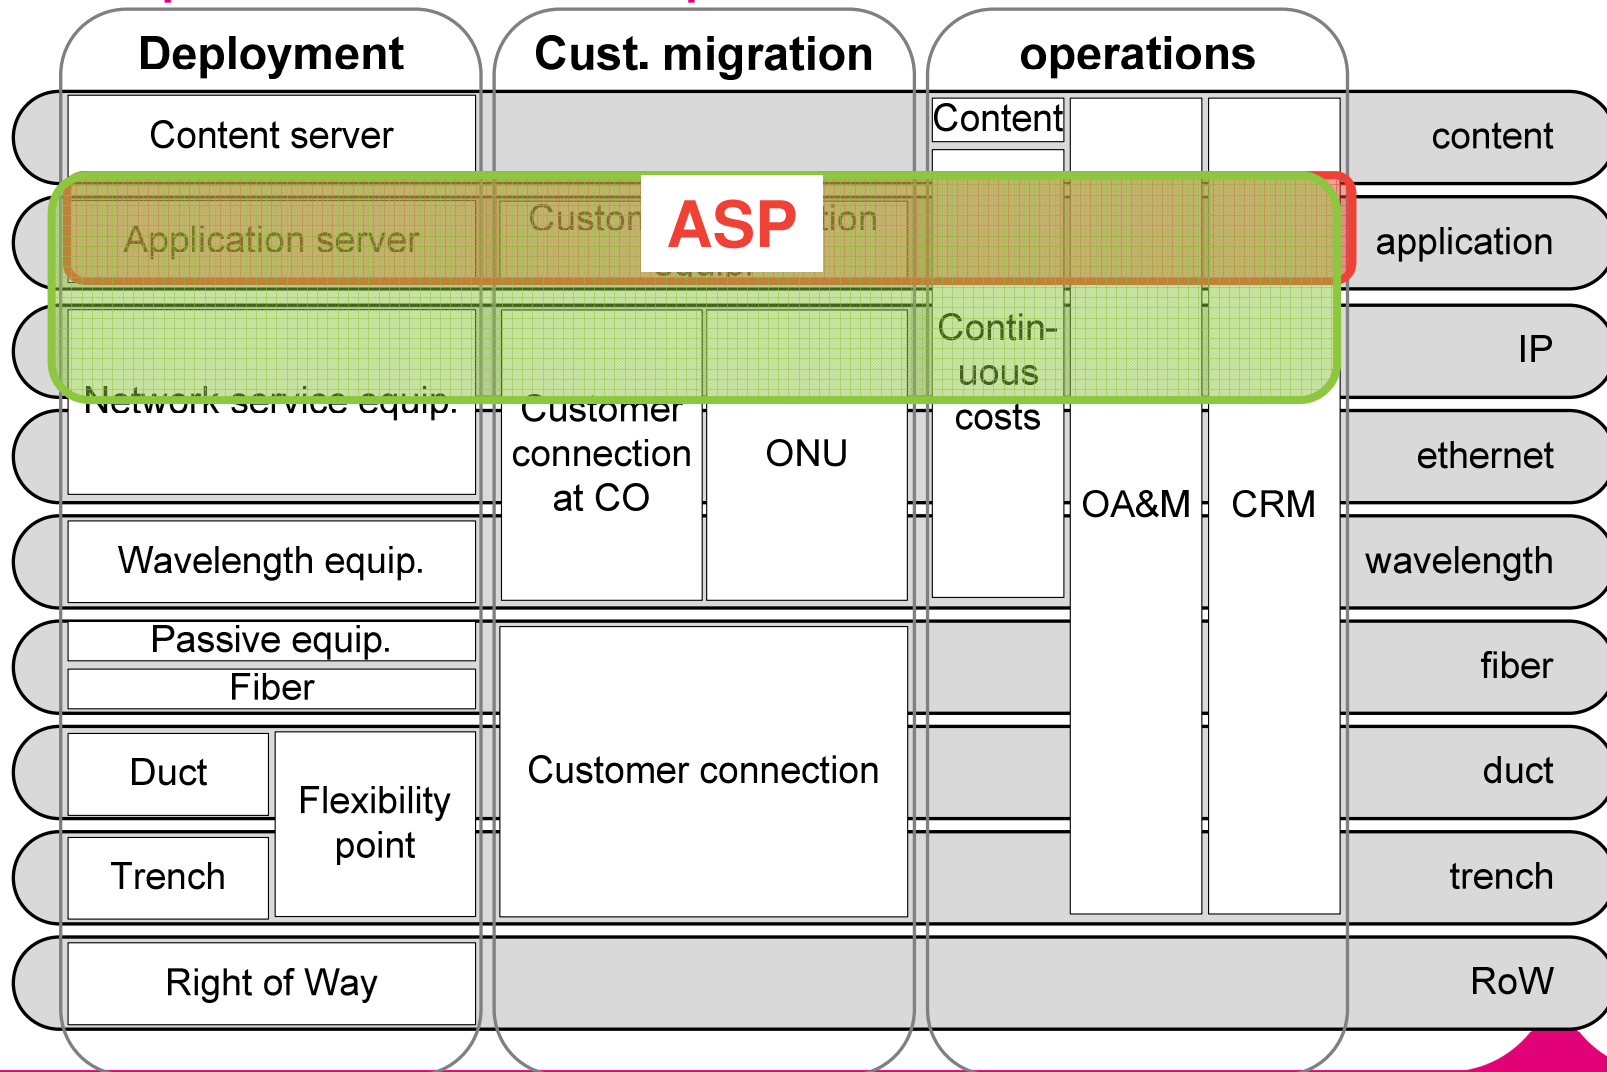 Deployment
Cust. migration
operations
Content server
Content
content
Application server
Custom
tion
ASP
application
Contin-
uous
costs
IP
Network service equip.
Customer
connection
at CO
ONU
ethernet
OA&M
CRM
Wavelength equip.
wavelength
Passive equip.
Fiber
fiber
Customer connection
Duct
Flexibility
point
duct
Trench
trench
Right of Way
RoW